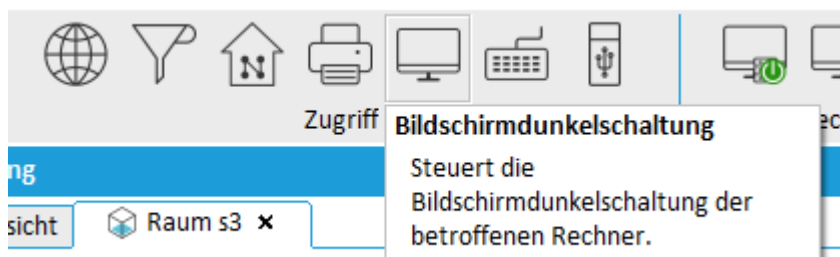 Zugriff
Bildschirmdunkelschaltung
Steuert die
Bildschirmdunkelschaltung der
betroffenen Rechner.
Raum s3